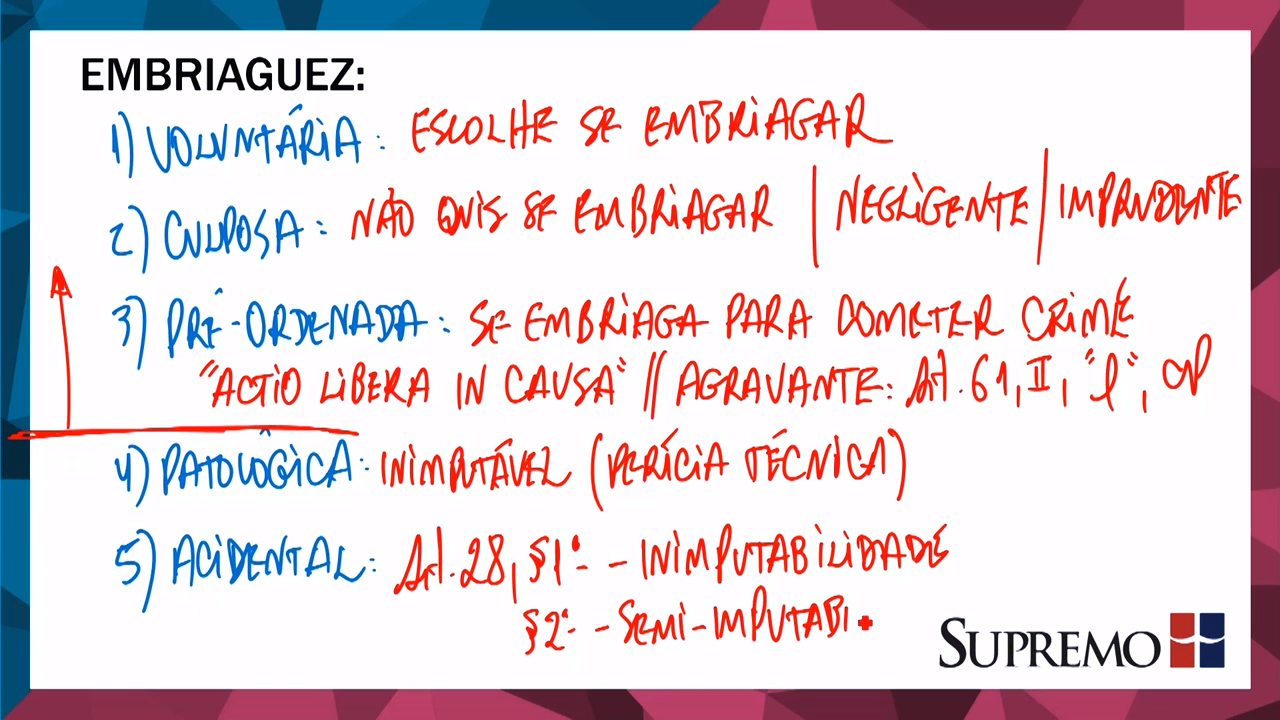 EMBRIAGUEZ:
1) VOLUNTÁRIA: ESCOLHE SE EMBRIAGAR
2) CULPOSA: NÃO QUIS SE EMBRIAGAR | NEGLIGENTE | IMPRUDENTE
3) PRÉ-ORDENADA: SE EMBRIAGA PARA COMETER CRIME
"ACTIO LIBERA IN CAUSA" // AGRAVANTE: Art. 61, II, "l", CP
4) PATOLÓGICA: INIMPUTÁVEL (PERÍCIA TÉCNICA)
5) ACIDENTAL: Art. 28, §1º - INIMPUTABILIDADE
§2º - SEMI-IMPUTABI
SUPREMO